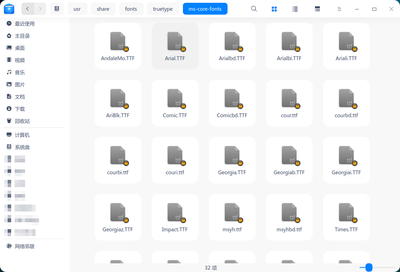 usr
share
fonts
truetype
ms-core-fonts
最近使用
主目录
桌面
视频
音乐
图片
文档
下载
回收站
计算机
系统盘
网络邻居
AndaleMo.TTF
Arial.TTF
Arialbd.TTF
Arialbi.TTF
Ariali.TTF
AriBlk.TTF
Comic.TTF
Comicbd.TTF
cour.ttf
courbd.ttf
courbi.ttf
couri.ttf
Georgia.TTF
Georgiab.TTF
Georgiai.TTF
Georgiaz.TTF
Impact.TTF
msyh.ttf
msyhbd.ttf
Times.TTF
32 项